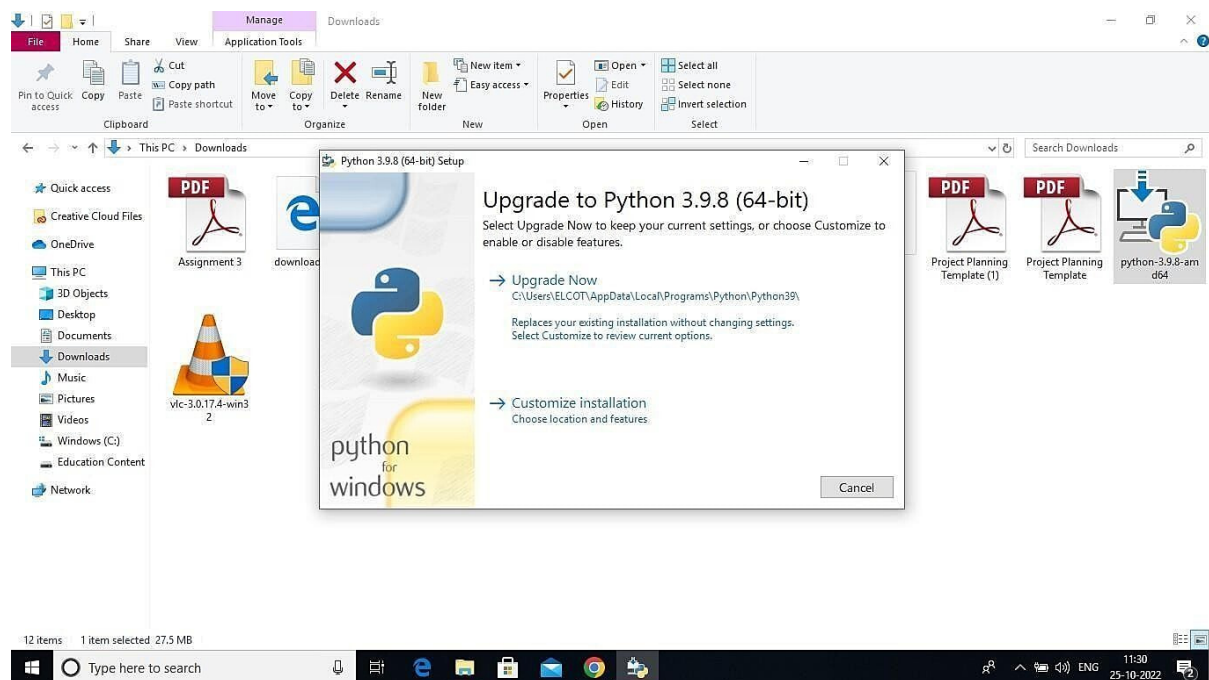 Manage
Downloads
File
Home
Share
View
Application Tools
Pin to Quick
access
Copy
Paste
Cut
Copy path
Paste shortcut
Clipboard
Move
to
Copy
to
Delete
Rename
Organize
New
folder
New item
Easy access
New
Properties
Open
Edit
History
Open
Select all
Select none
Invert selection
Select
This PC
Downloads
Search Downloads
Quick access
Creative Cloud Files
OneDrive
This PC
3D Objects
Desktop
Documents
Downloads
Music
Pictures
Videos
Windows (C:)
Education Content
Network
PDF
Assignment 3
download
vlc-3.0.17.4-win3
2
Python 3.9.8 (64-bit) Setup
Upgrade to Python 3.9.8 (64-bit)
Select Upgrade Now to keep your current settings, or choose Customize to
enable or disable features.
Upgrade Now
C:\Users\ELCOT\AppData\Local\Programs\Python\Python39\
Replaces your existing installation without changing settings.
Select Customize to review current options.
Customize installation
Choose location and features
python
for
windows
Cancel
PDF
Project Planning
Template (1)
PDF
Project Planning
Template
python-3.9.8-am
d64
12 items
1 item selected 27.5 MB
Type here to search
ENG
11:30
25-10-2022
2